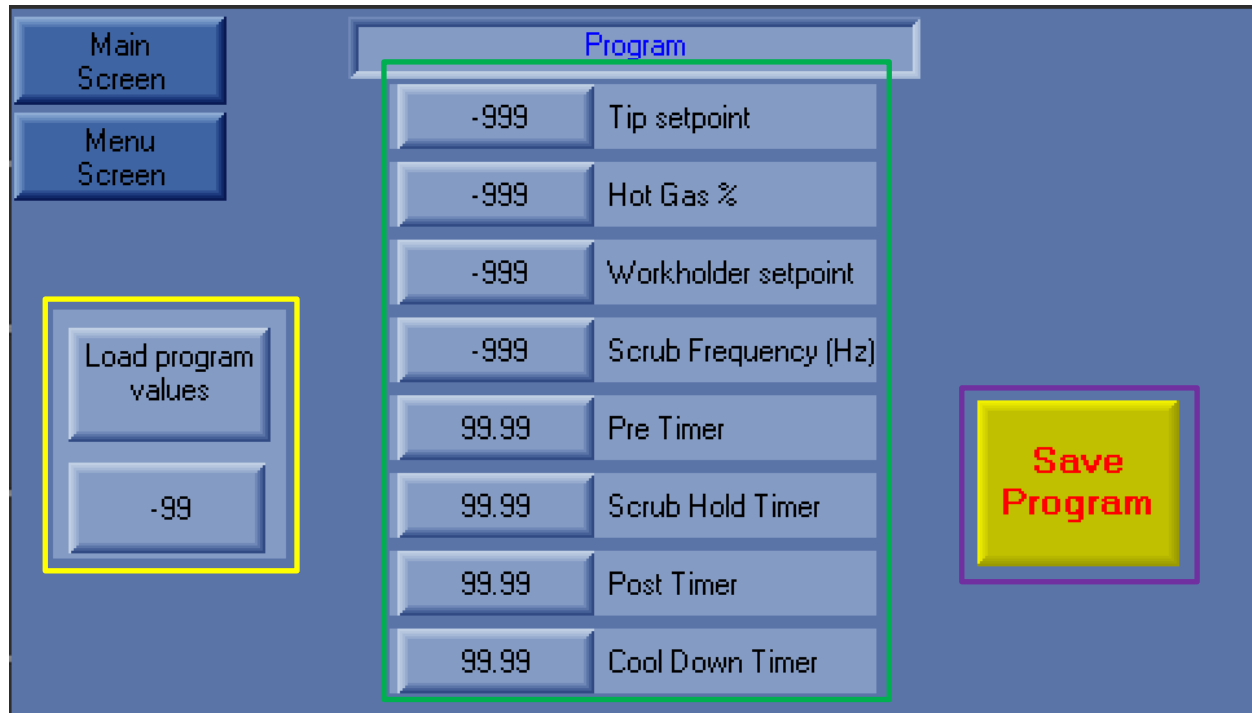 Main
Screen
Menu
Screen
Program
-999 Tip setpoint
-999 Hot Gas %
-999 Workholder setpoint
-999 Scrub Frequency (Hz)
99.99 Pre Timer
99.99 Scrub Hold Timer
99.99 Post Timer
99.99 Cool Down Timer
Load program
values
-99
Save
Program